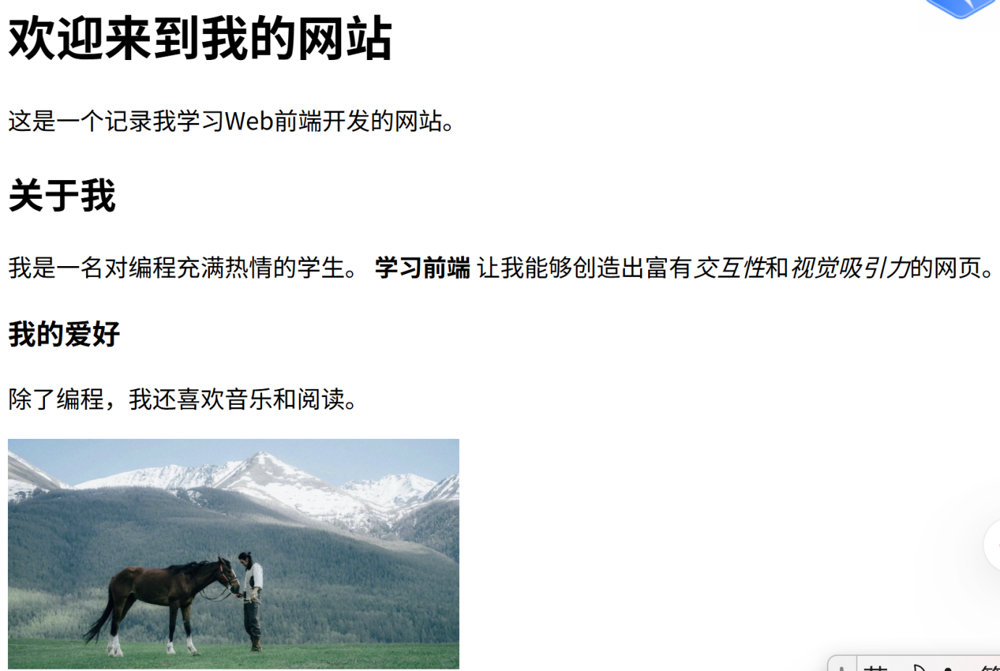 欢迎来到我的网站
这是一个记录我学习Web前端开发的网站。
关于我
我是一名对编程充满热情的学生。 学习前端 让我能够创造出富有交互性和视觉吸引力的网页。
我的爱好
除了编程，我还喜欢音乐和阅读。